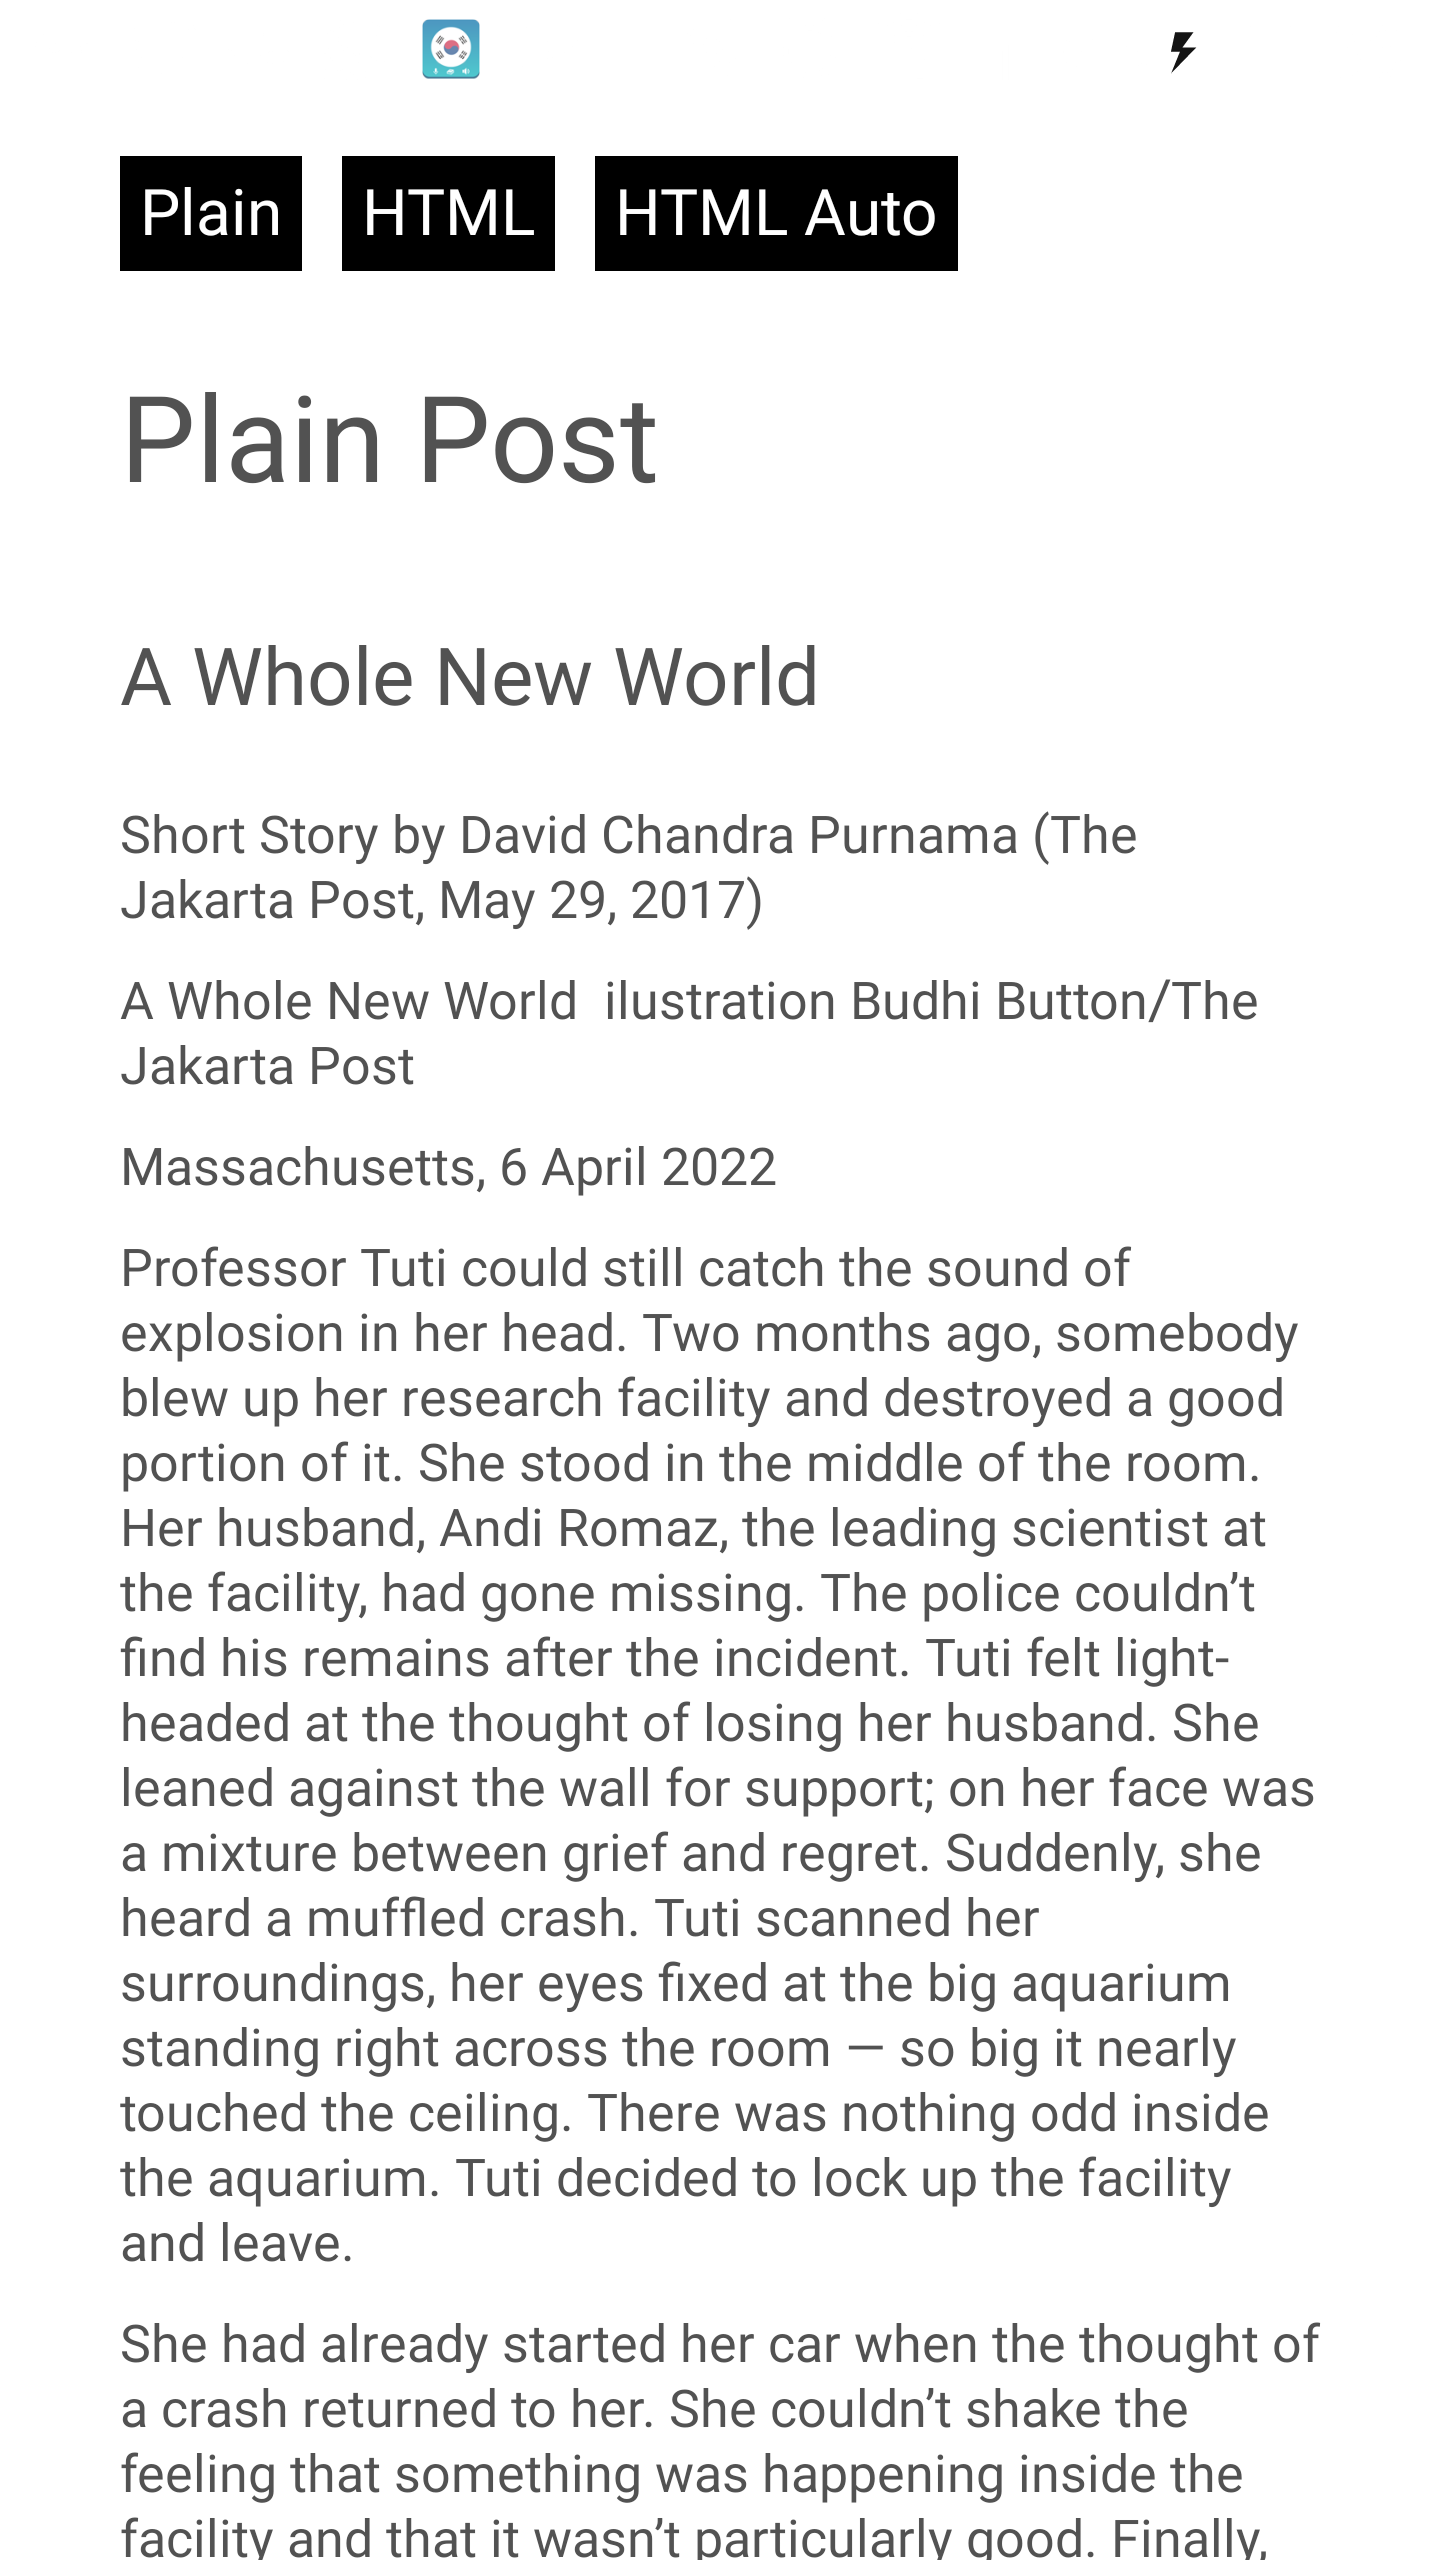 Plain HTML HTML Auto
Plain Post
A Whole New World
Short Story by David Chandra Purnama (The
Jakarta Post, May 29, 2017)
A Whole New World  ilustration Budhi Button/The
Jakarta Post
Massachusetts, 6 April 2022
Professor Tuti could still catch the sound of
explosion in her head. Two months ago, somebody
blew up her research facility and destroyed a good
portion of it. She stood in the middle of the room.
Her husband, Andi Romaz, the leading scientist at
the facility, had gone missing. The police couldn’t
find his remains after the incident. Tuti felt light-
headed at the thought of losing her husband. She
leaned against the wall for support; on her face was
a mixture between grief and regret. Suddenly, she
heard a muffled crash. Tuti scanned her
surroundings, her eyes fixed at the big aquarium
standing right across the room — so big it nearly
touched the ceiling. There was nothing odd inside
the aquarium. Tuti decided to lock up the facility
and leave.
She had already started her car when the thought of
a crash returned to her. She couldn’t shake the
feeling that something was happening inside the
facility and that it wasn’t particularly good. Finally,